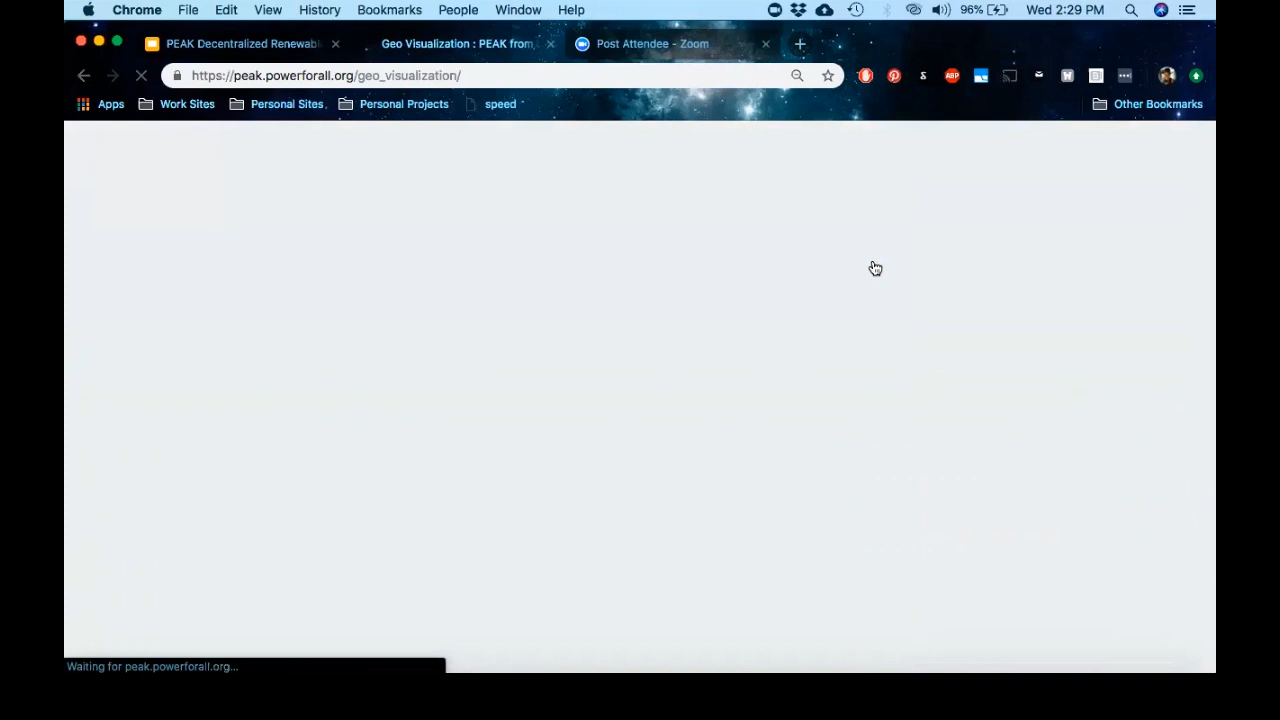 Chrome File Edit View History Bookmarks People Window Help 96% Wed 2:29 PM
PEAK Decentralized Renewab Geo Visualization : PEAK from Post Attendee - Zoom
https://peak.powerforall.org/geo_visualization/ ABP
Apps Work Sites Personal Sites Personal Projects speed Other Bookmarks
Waiting for peak.powerforall.org...